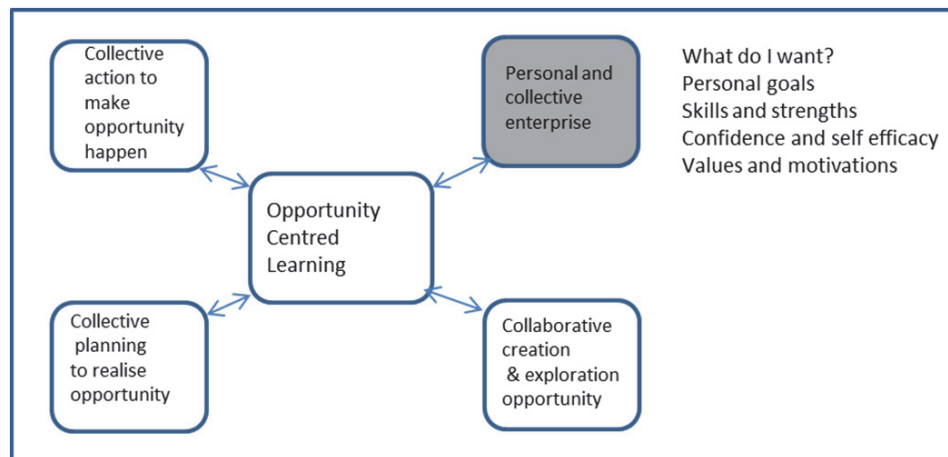 Collective
action to
make
opportunity
happen
Personal and
collective
enterprise
What do I want?
Personal goals
Skills and strengths
Confidence and self efficacy
Values and motivations
Opportunity
Centred
Learning
Collective
planning
to realise
opportunity
Collaborative
creation
& exploration
opportunity